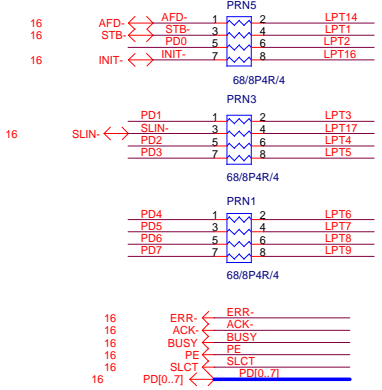 PRN5
16 AFD- AFD- 1 2 LPT14
16 STB- STB- 3 4 LPT1
PD0 5 6 LPT2
16 INIT- INIT- 7 8 LPT16
68/8P4R/4
PRN3
PD1 1 2 LPT3
16 SLIN- SLIN- 3 4 LPT17
PD2 5 6 LPT4
PD3 7 8 LPT5
68/8P4R/4
PRN1
PD4 1 2 LPT6
PD5 3 4 LPT7
PD6 5 6 LPT8
PD7 7 8 LPT9
68/8P4R/4
16 ERR- ERR-
16 ACK- ACK-
16 BUSY BUSY
16 PE PE
16 SLCT SLCT
16 PD[0..7] PD[0..7]